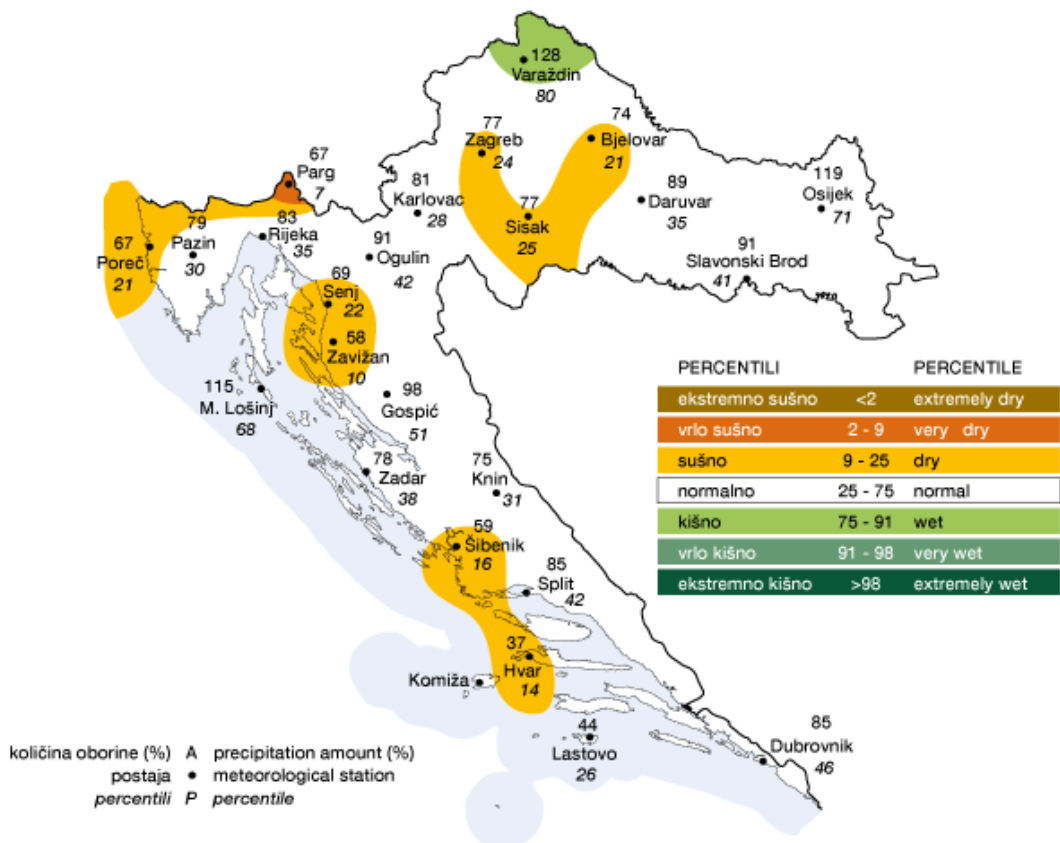 128
Varaždin
80
77
Zagreb
24
74
Bjelovar
21
67
Parg
7
81
Karlovac
28
77
Sisak
25
89
Daruvar
35
119
Osijek
71
79
Pazin
30
83
Rijeka
35
67
Poreč
21
91
Ogulin
42
91
Slavonski Brod
41
69
Senj
22
58
Zavižan
10
115
M. Lošinj
68
98
Gospić
51
78
Zadar
38
75
Knin
31
59
Šibenik
16
85
Split
42
37
Hvar
14
Komiža
44
Lastovo
26
85
Dubrovnik
46
PERCENTILI PERCENTILE
ekstremno sušno <2 extremely dry
vrlo sušno 2 - 9 very dry
sušno 9 - 25 dry
normalno 25 - 75 normal
kišno 75 - 91 wet
vrlo kišno 91 - 98 very wet
ekstremno kišno >98 extremely wet
količina oborine (%) A precipitation amount (%)
postaja • meteorological station
percentili P percentile